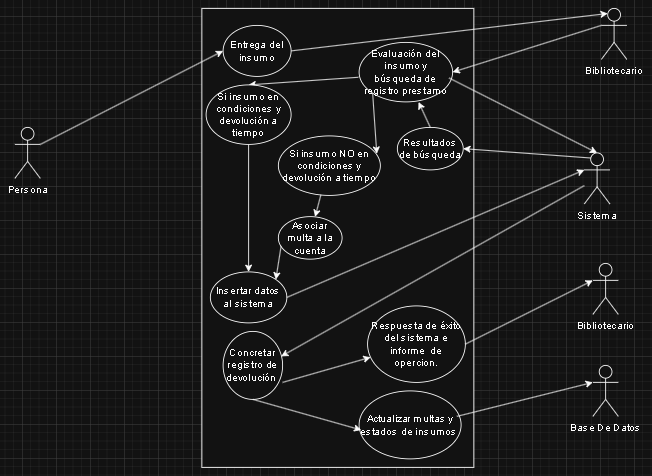 Entrega del
insumo
Evaluación del
insumo y
búsqueda de
registro prestamo
Bibliotecario
Si insumo en
condiciones y
devolución a
tiempo
Persona
Si insumo NO en
condiciones y
devolución a tiempo
Resultados
de búsqueda
Sistema
Asociar
multa a la
cuenta
Insertar datos
al sistema
Respuesta de éxito
del sistema e
informe de
opercion.
Bibliotecario
Concretar
registro de
devolución
Actualizar multas y
estados de insumos
Base De Datos